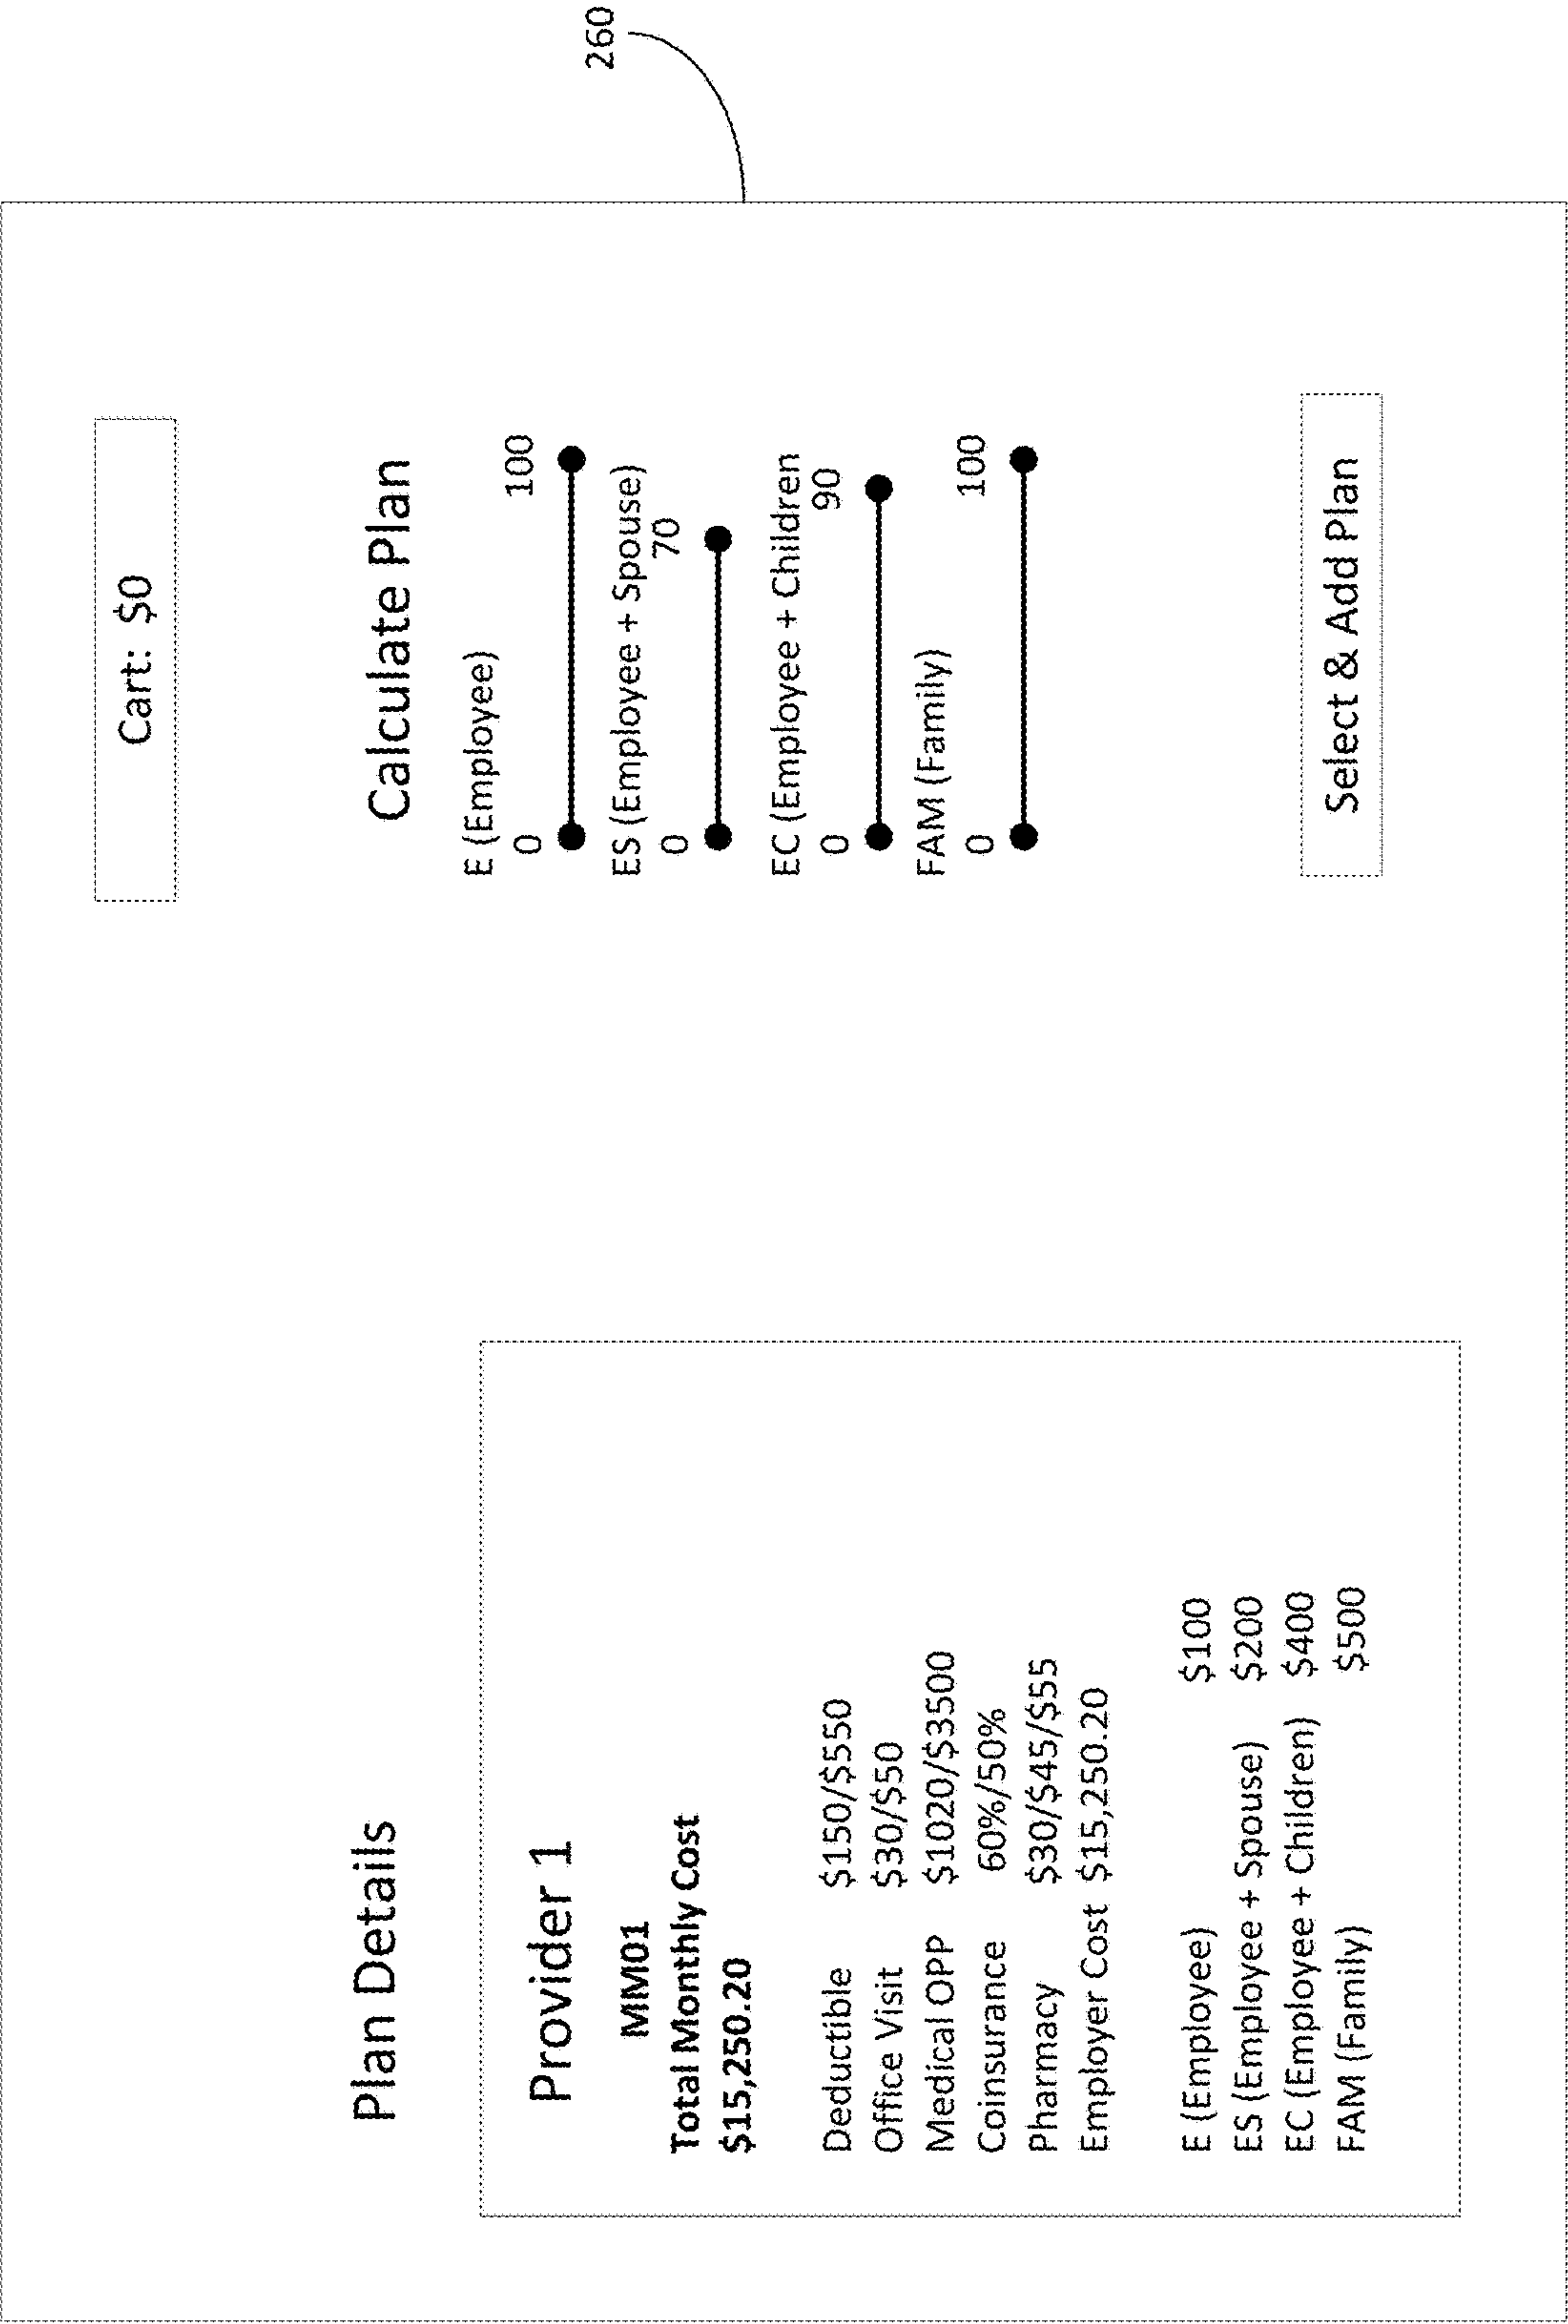 Cart: $0
Plan Details
Provider 1
MM01
Total Monthly Cost
$15,250.20
Deductible $150/$550
Office Visit $30/$50
Medical OPP $1020/$3500
Coinsurance 60%/50%
Pharmacy $30/$45/$55
Employer Cost $15,250.20
E (Employee) $100
ES (Employee + Spouse) $200
EC (Employee + Children) $400
FAM (Family) $500
Calculate Plan
E (Employee)
0 100
ES (Employee + Spouse)
0 70
EC (Employee + Children
0 90
FAM (Family)
0 100
Select & Add Plan
260